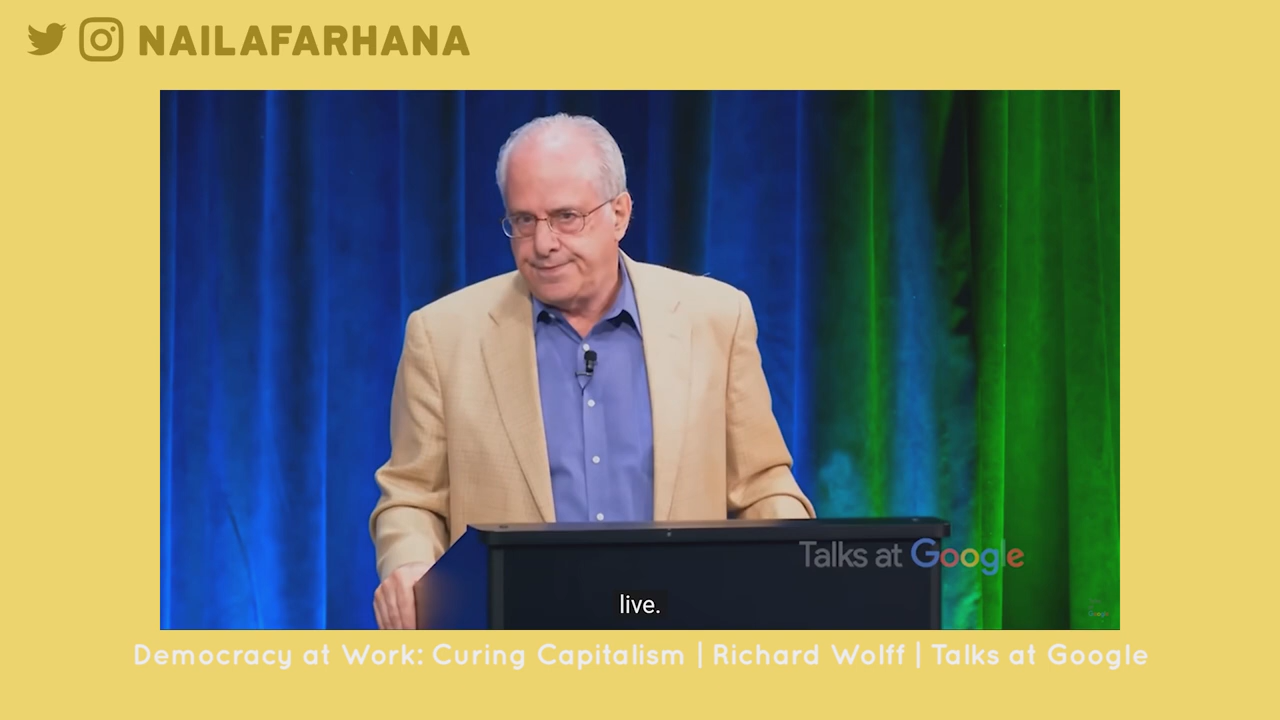 NAILAFARHANA
Talks at Google
live.
Democracy at Work: Curing Capitalism | Richard Wolff | Talks at Google